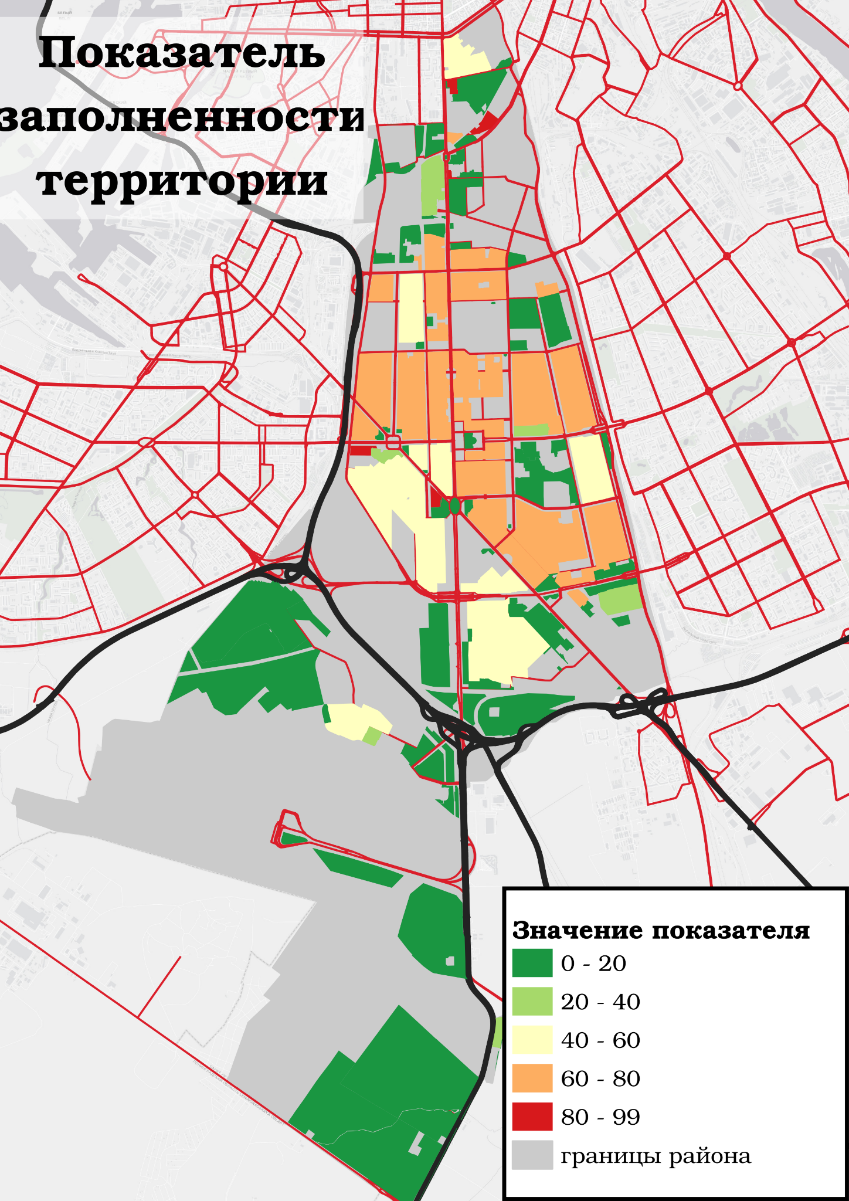 Показатель
заполненности
территории
Значение показателя
0 - 20
20 - 40
40 - 60
60 - 80
80 - 99
границы района